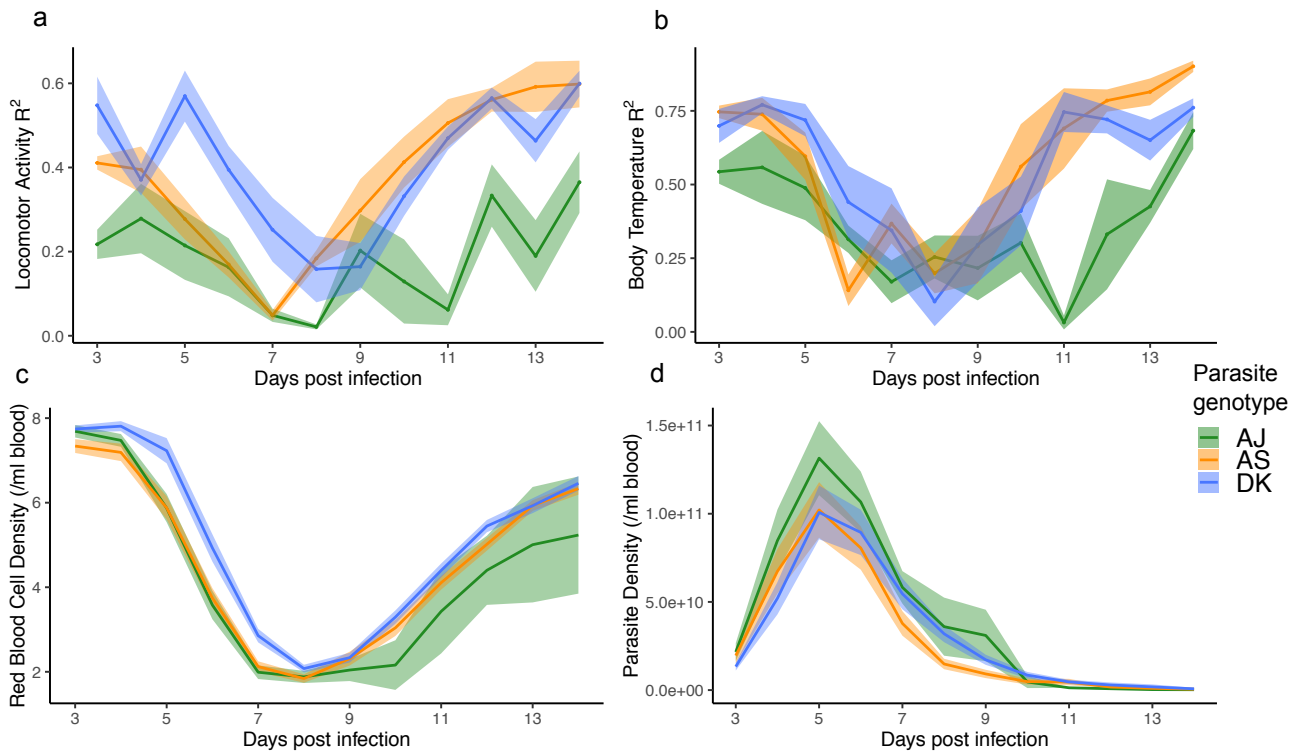 a
Locomotor Activity R²
0.6
0.4
0.2
0.0
3 5 7 9 11 13
Days post infection
b
Body Temperature R²
0.75
0.50
0.25
0.00
3 5 7 9 11 13
Days post infection
c
Red Blood Cell Density (/ml blood)
8
6
4
2
3 5 7 9 11 13
Days post infection
d
Parasite Density (/ml blood)
1.5e+11
1.0e+11
5.0e+10
0.0e+00
3 5 7 9 11 13
Days post infection
Parasite
genotype
AJ
AS
DK